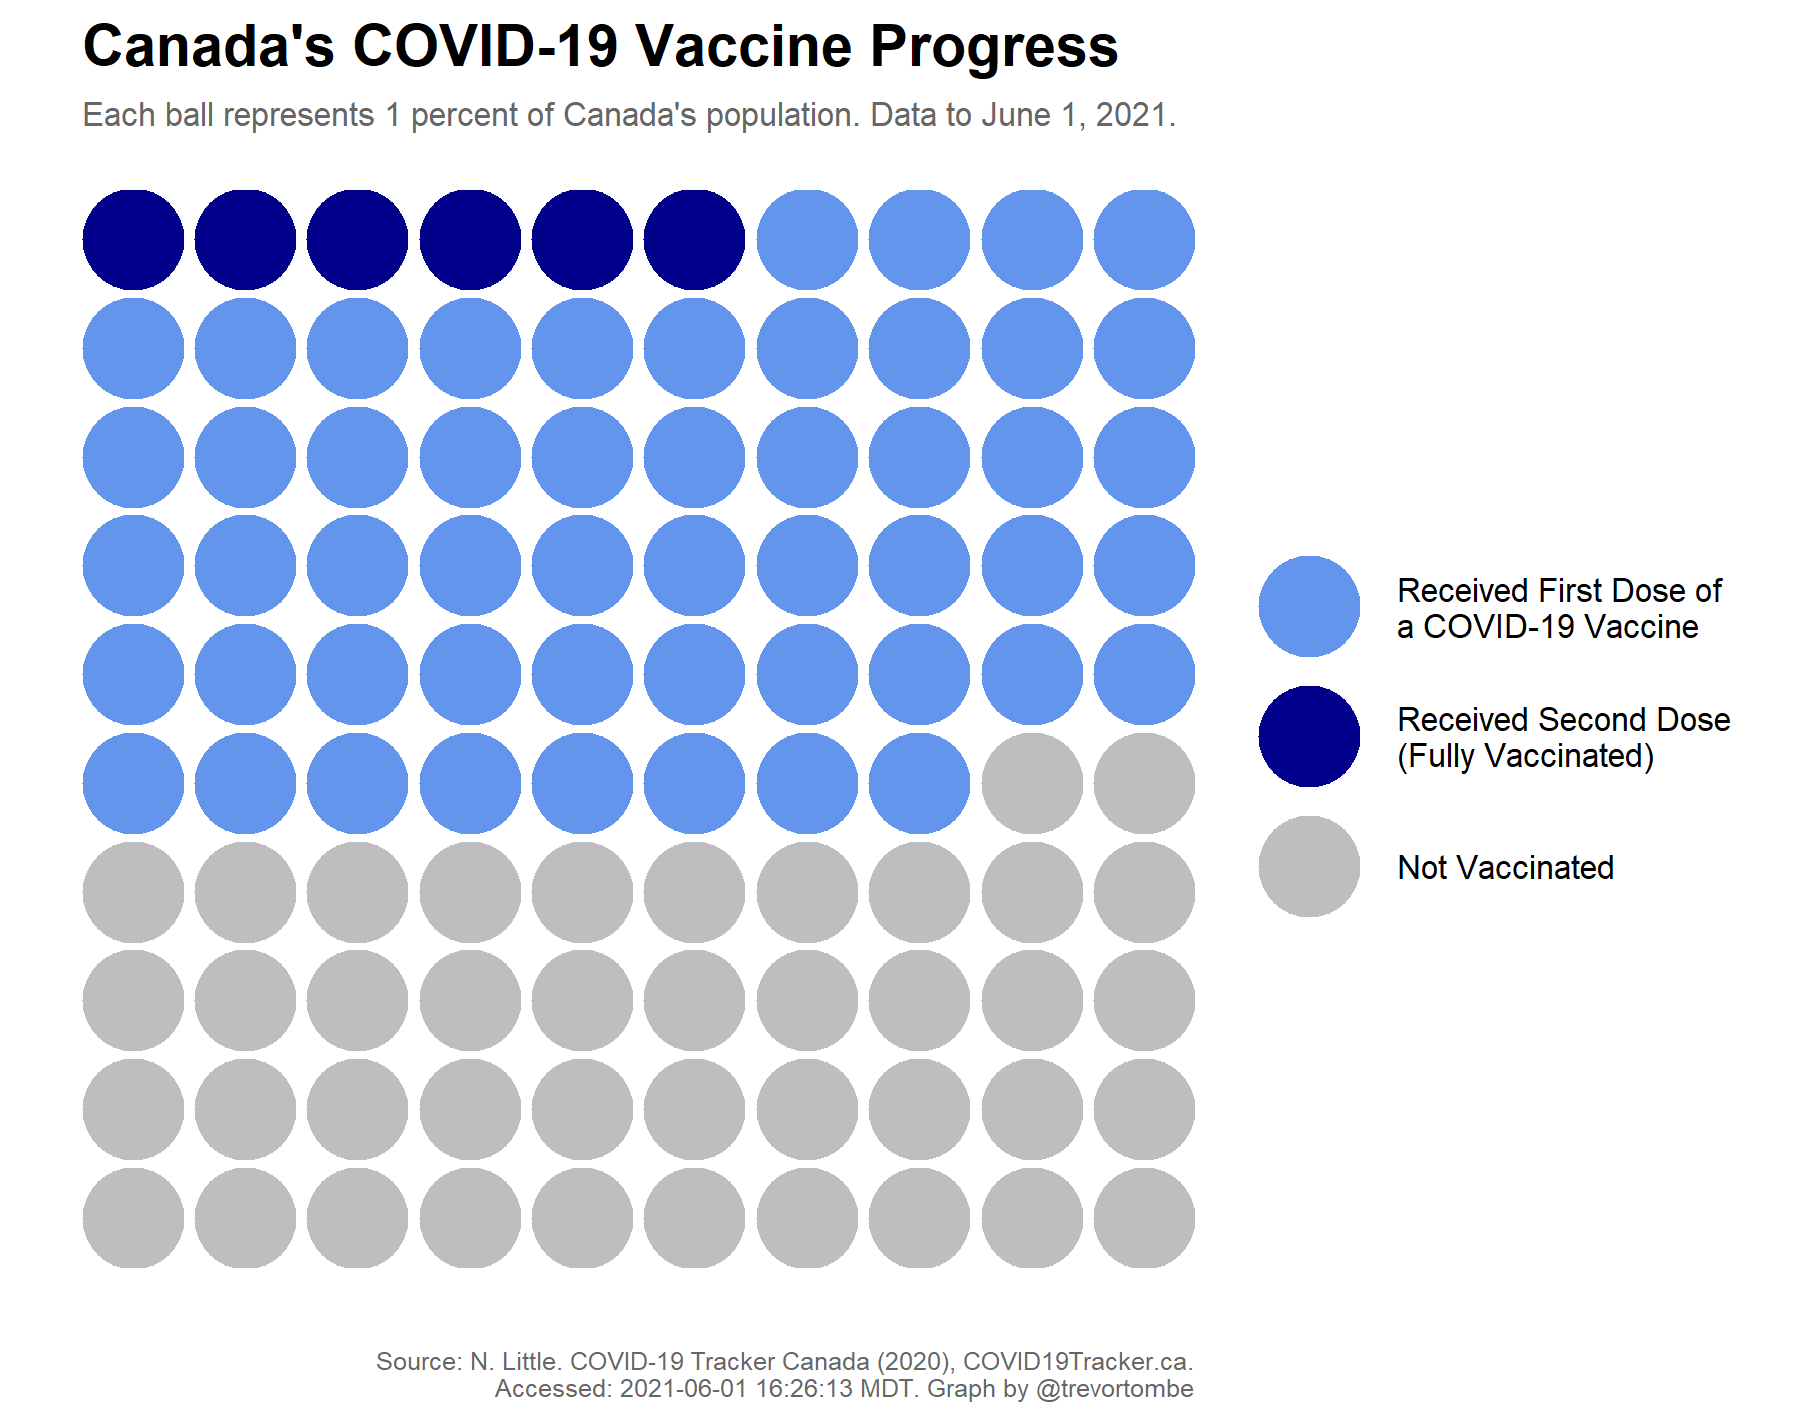 Canada's COVID-19 Vaccine Progress
Each ball represents 1 percent of Canada's population. Data to June 1, 2021.
Received First Dose of
a COVID-19 Vaccine
Received Second Dose
(Fully Vaccinated)
Not Vaccinated
Source: N. Little. COVID-19 Tracker Canada (2020), COVID19Tracker.ca.
Accessed: 2021-06-01 16:26:13 MDT. Graph by @trevortombe